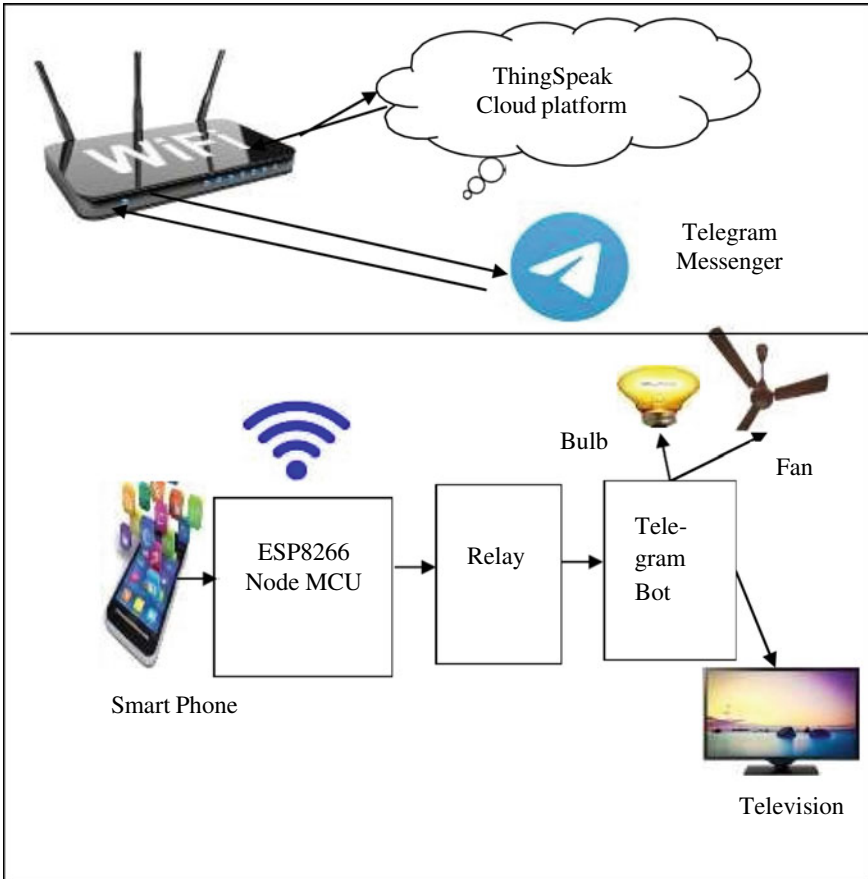 ThingSpeak
Cloud platform
WiFi
Telegram
Messenger
Bulb
Fan
ESP8266
Node MCU
Relay
Tele-
gram
Bot
Smart Phone
Television